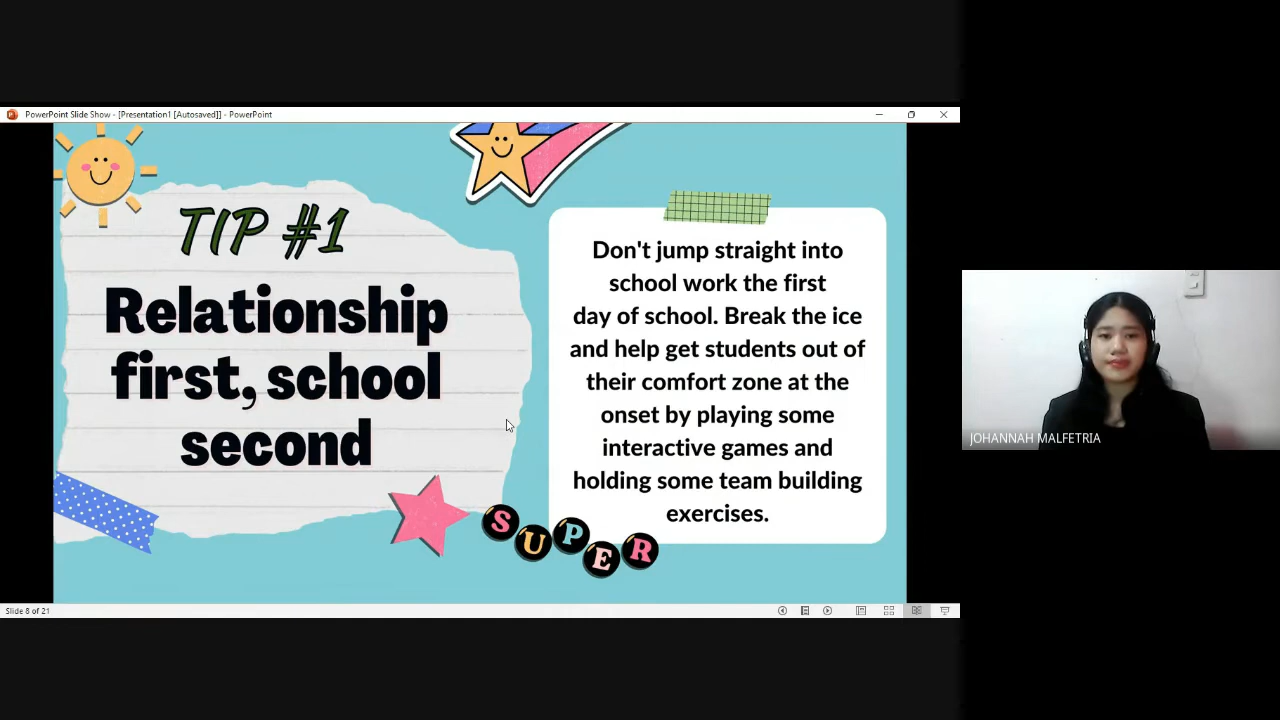 PowerPoint Slide Show - [Presentation1 [Autosaved]] - PowerPoint
TIP #1
Relationship
first, school
second
Don't jump straight into
school work the first
day of school. Break the ice
and help get students out of
their comfort zone at the
onset by playing some
interactive games and
holding some team building
exercises.
SUPER
JOHANNAH MALFETRIA
Slide 8 of 21